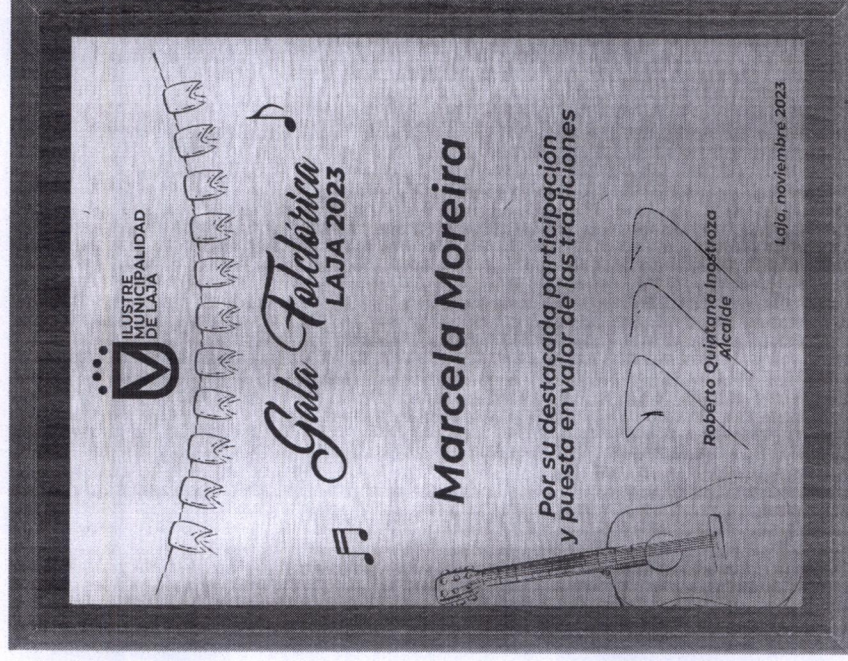 ILUSTRE
MUNICIPALIDAD
DE LAJA
Gala Folclórica
LAJA 2023
Marcela Moreira
Por su destacada participación
y puesta en valor de las tradiciones
Roberto Quintana Inostroza
Alcalde
Laja, noviembre 2023